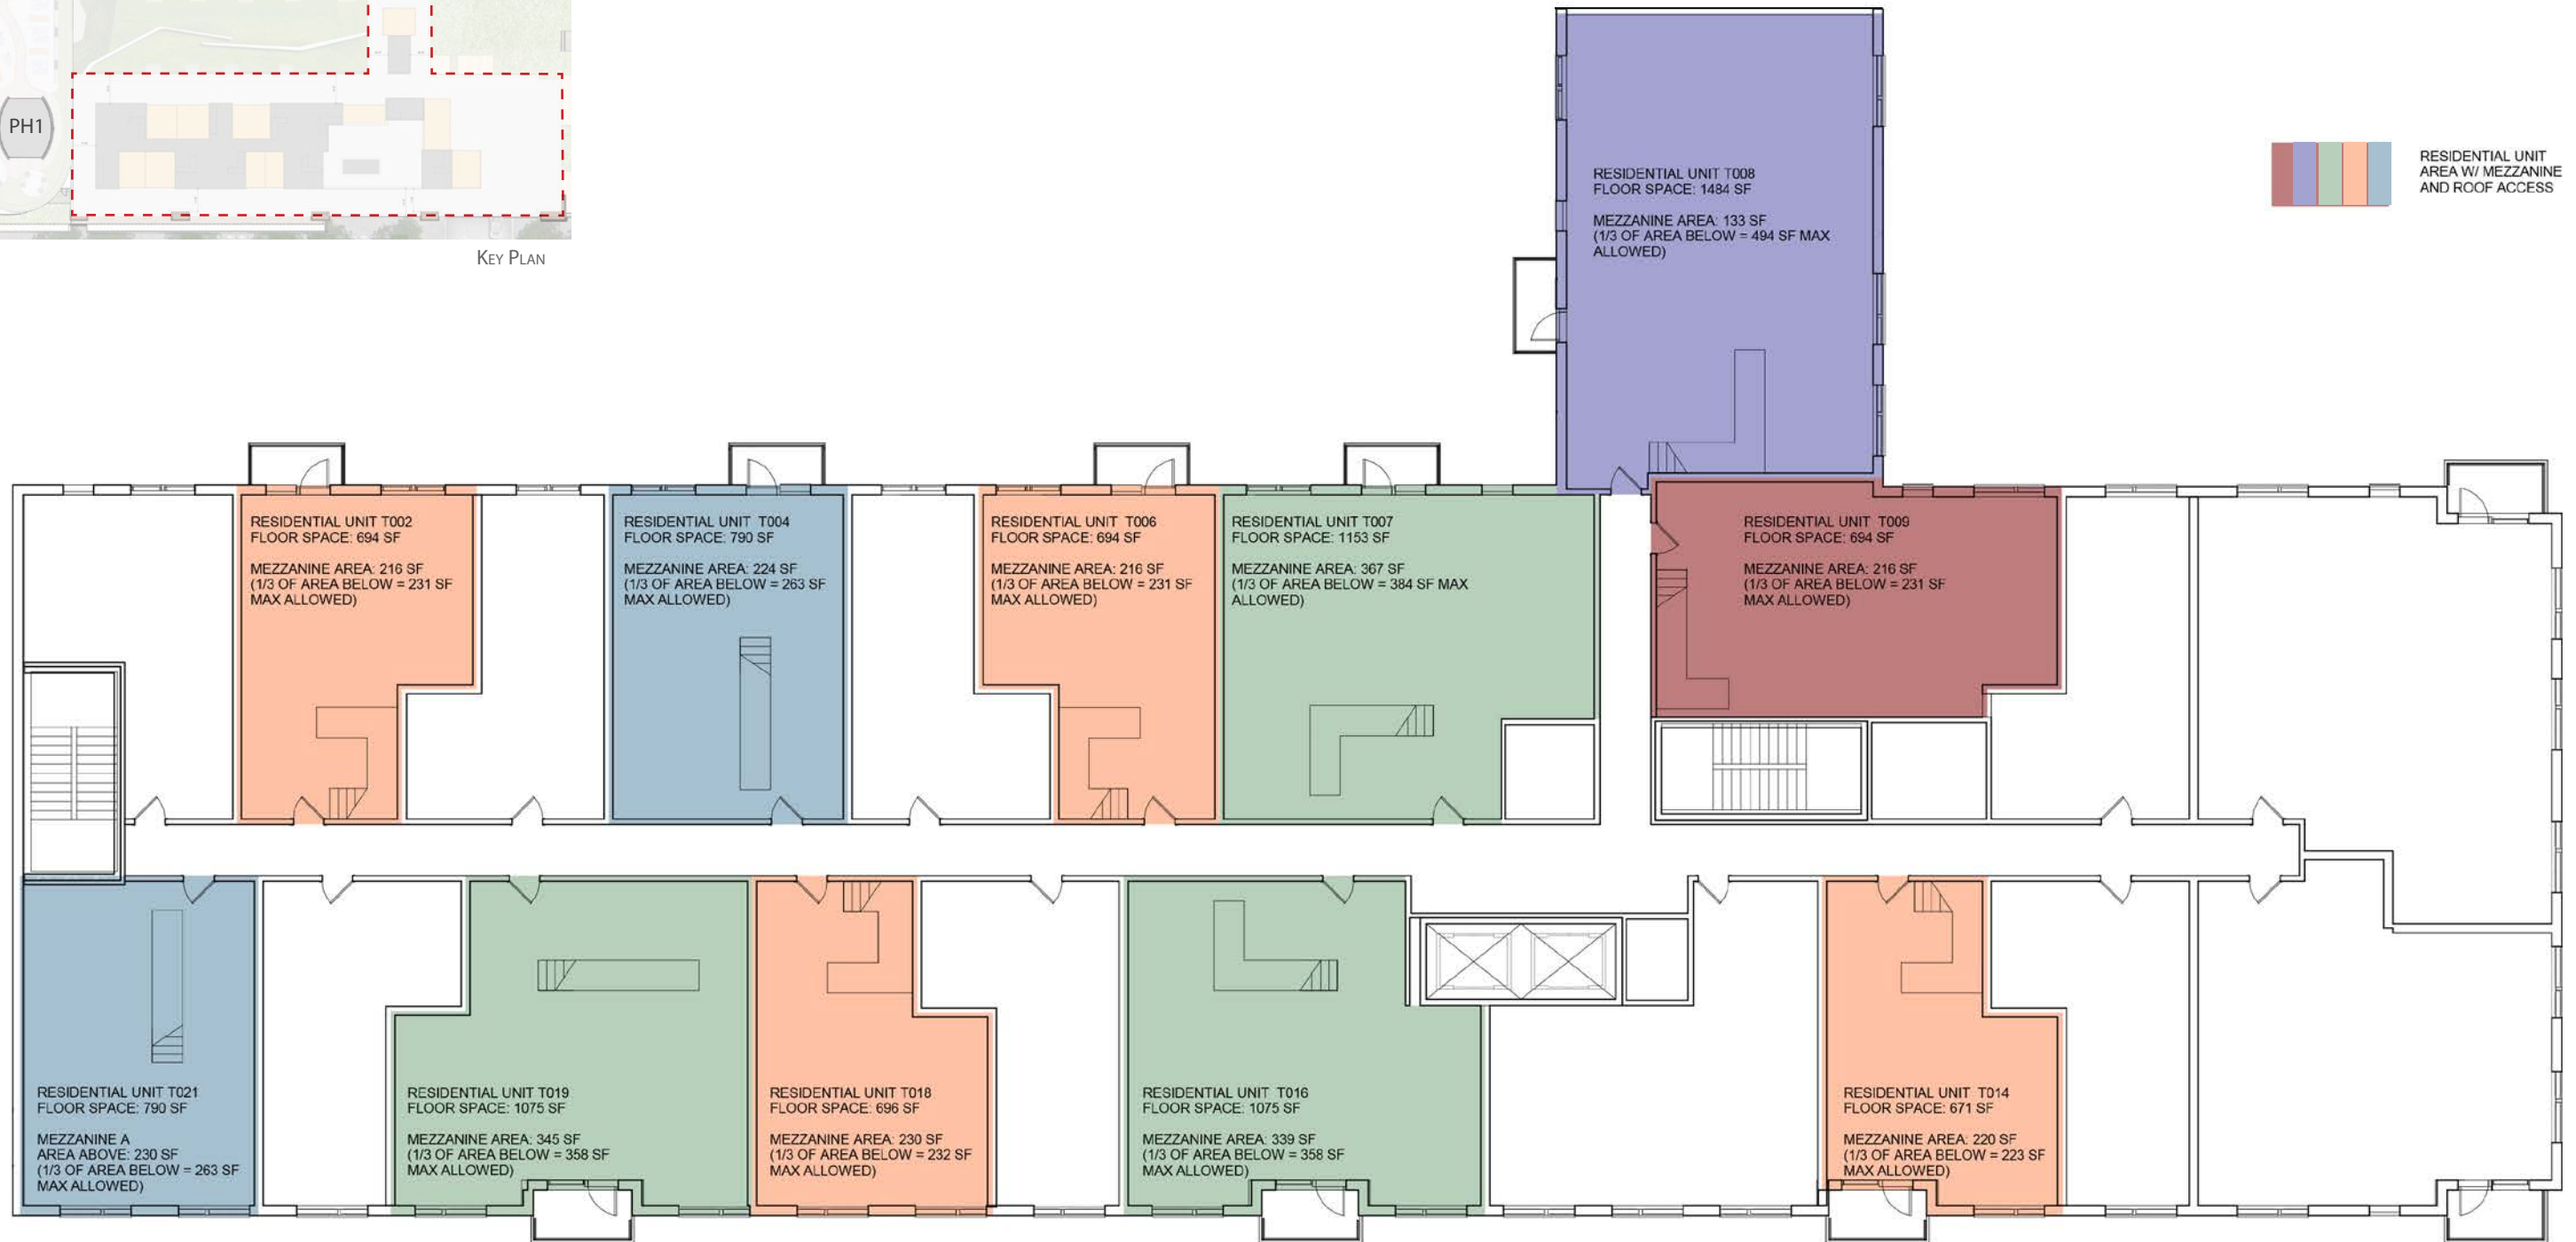 PH1
KEY PLAN
RESIDENTIAL UNIT
AREA W/ MEZZANINE
AND ROOF ACCESS
RESIDENTIAL UNIT T008
FLOOR SPACE: 1484 SF
MEZZANINE AREA: 133 SF
(1/3 OF AREA BELOW = 494 SF MAX
ALLOWED)
RESIDENTIAL UNIT T002
FLOOR SPACE: 694 SF
MEZZANINE AREA: 216 SF
(1/3 OF AREA BELOW = 231 SF
MAX ALLOWED)
RESIDENTIAL UNIT T004
FLOOR SPACE: 790 SF
MEZZANINE AREA: 224 SF
(1/3 OF AREA BELOW = 263 SF
MAX ALLOWED)
RESIDENTIAL UNIT T006
FLOOR SPACE: 694 SF
MEZZANINE AREA: 216 SF
(1/3 OF AREA BELOW = 231 SF
MAX ALLOWED)
RESIDENTIAL UNIT T007
FLOOR SPACE: 1153 SF
MEZZANINE AREA: 367 SF
(1/3 OF AREA BELOW = 384 SF MAX
ALLOWED)
RESIDENTIAL UNIT T009
FLOOR SPACE: 694 SF
MEZZANINE AREA: 216 SF
(1/3 OF AREA BELOW = 231 SF
MAX ALLOWED)
RESIDENTIAL UNIT T021
FLOOR SPACE: 790 SF
MEZZANINE A
AREA ABOVE: 230 SF
(1/3 OF AREA BELOW = 263 SF
MAX ALLOWED)
RESIDENTIAL UNIT T019
FLOOR SPACE: 1075 SF
MEZZANINE AREA: 345 SF
(1/3 OF AREA BELOW = 358 SF
MAX ALLOWED)
RESIDENTIAL UNIT T018
FLOOR SPACE: 696 SF
MEZZANINE AREA: 230 SF
(1/3 OF AREA BELOW = 232 SF
MAX ALLOWED)
RESIDENTIAL UNIT T016
FLOOR SPACE: 1075 SF
MEZZANINE AREA: 339 SF
(1/3 OF AREA BELOW = 358 SF
MAX ALLOWED)
RESIDENTIAL UNIT T014
FLOOR SPACE: 671 SF
MEZZANINE AREA: 220 SF
(1/3 OF AREA BELOW = 223 SF
MAX ALLOWED)